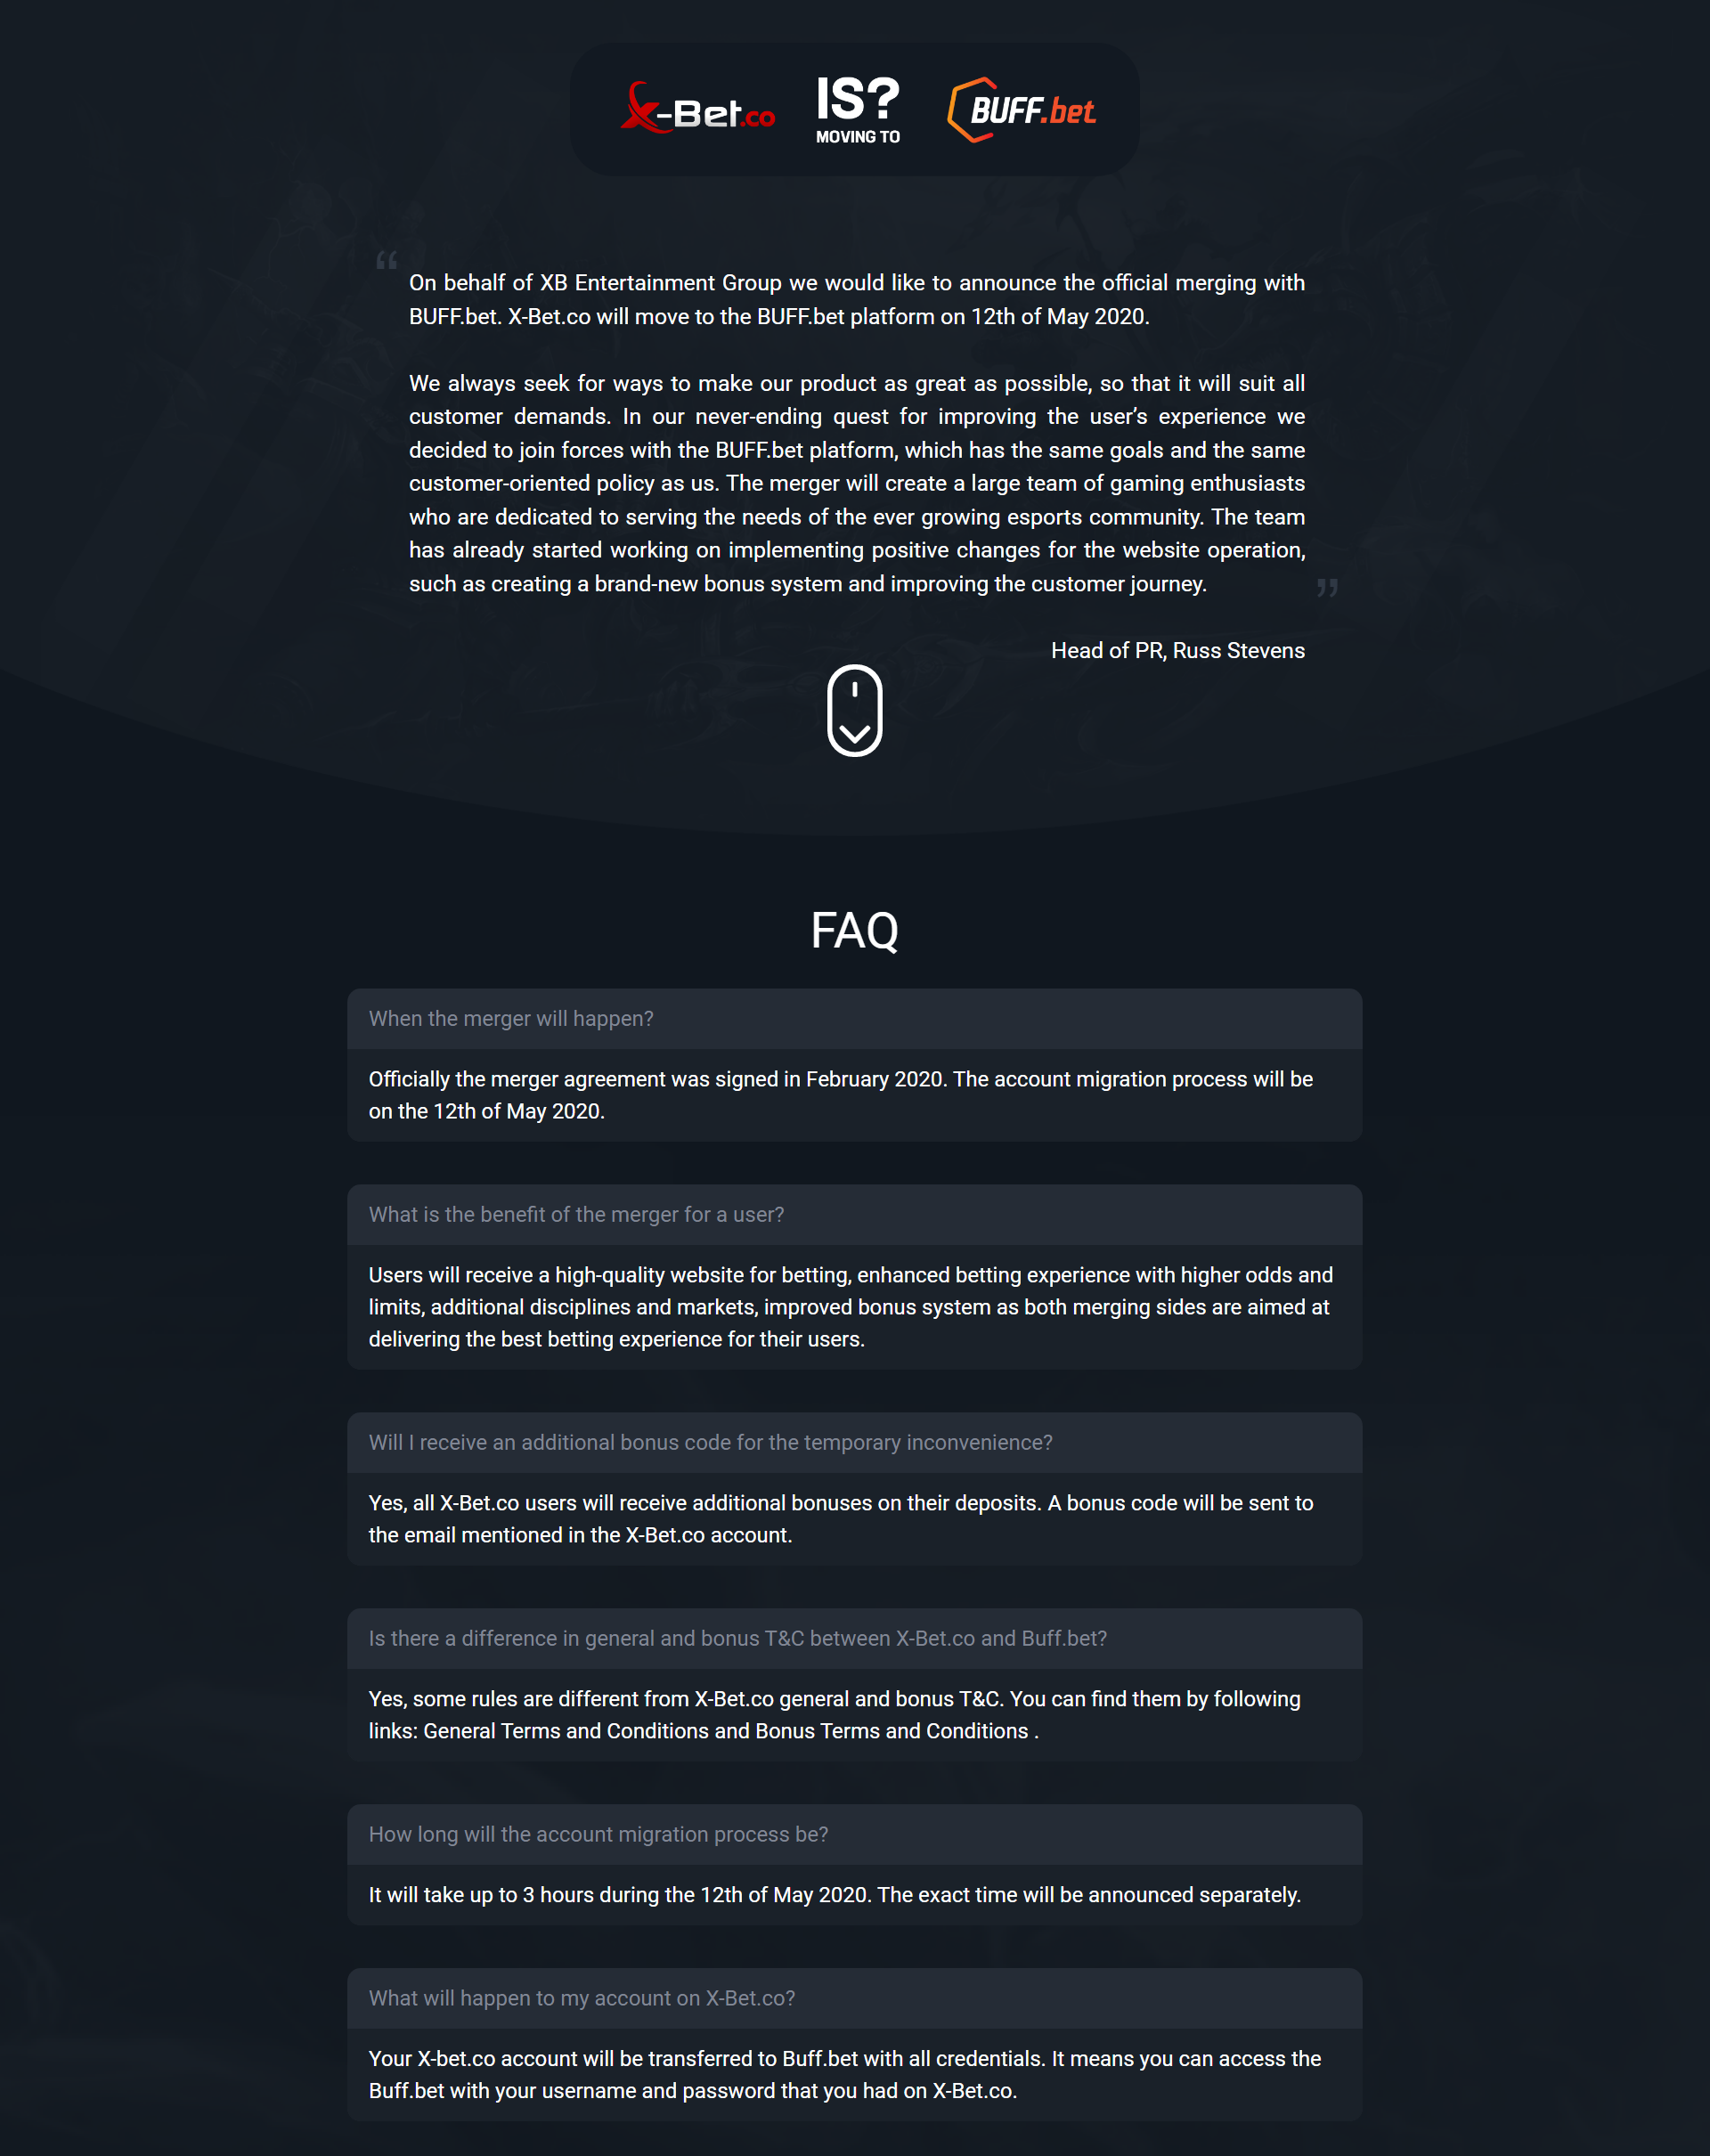 X-Bet.co
IS?
MOVING TO
BUFF.bet
“
On behalf of XB Entertainment Group we would like to announce the official merging with
BUFF.bet. X-Bet.co will move to the BUFF.bet platform on 12th of May 2020.
We always seek for ways to make our product as great as possible, so that it will suit all
customer demands. In our never-ending quest for improving the user’s experience we
decided to join forces with the BUFF.bet platform, which has the same goals and the same
customer-oriented policy as us. The merger will create a large team of gaming enthusiasts
who are dedicated to serving the needs of the ever growing esports community. The team
has already started working on implementing positive changes for the website operation,
such as creating a brand-new bonus system and improving the customer journey.
”
Head of PR, Russ Stevens
FAQ
When the merger will happen?
Officially the merger agreement was signed in February 2020. The account migration process will be
on the 12th of May 2020.
What is the benefit of the merger for a user?
Users will receive a high-quality website for betting, enhanced betting experience with higher odds and
limits, additional disciplines and markets, improved bonus system as both merging sides are aimed at
delivering the best betting experience for their users.
Will I receive an additional bonus code for the temporary inconvenience?
Yes, all X-Bet.co users will receive additional bonuses on their deposits. A bonus code will be sent to
the email mentioned in the X-Bet.co account.
Is there a difference in general and bonus T&C between X-Bet.co and Buff.bet?
Yes, some rules are different from X-Bet.co general and bonus T&C. You can find them by following
links: General Terms and Conditions and Bonus Terms and Conditions .
How long will the account migration process be?
It will take up to 3 hours during the 12th of May 2020. The exact time will be announced separately.
What will happen to my account on X-Bet.co?
Your X-bet.co account will be transferred to Buff.bet with all credentials. It means you can access the
Buff.bet with your username and password that you had on X-Bet.co.